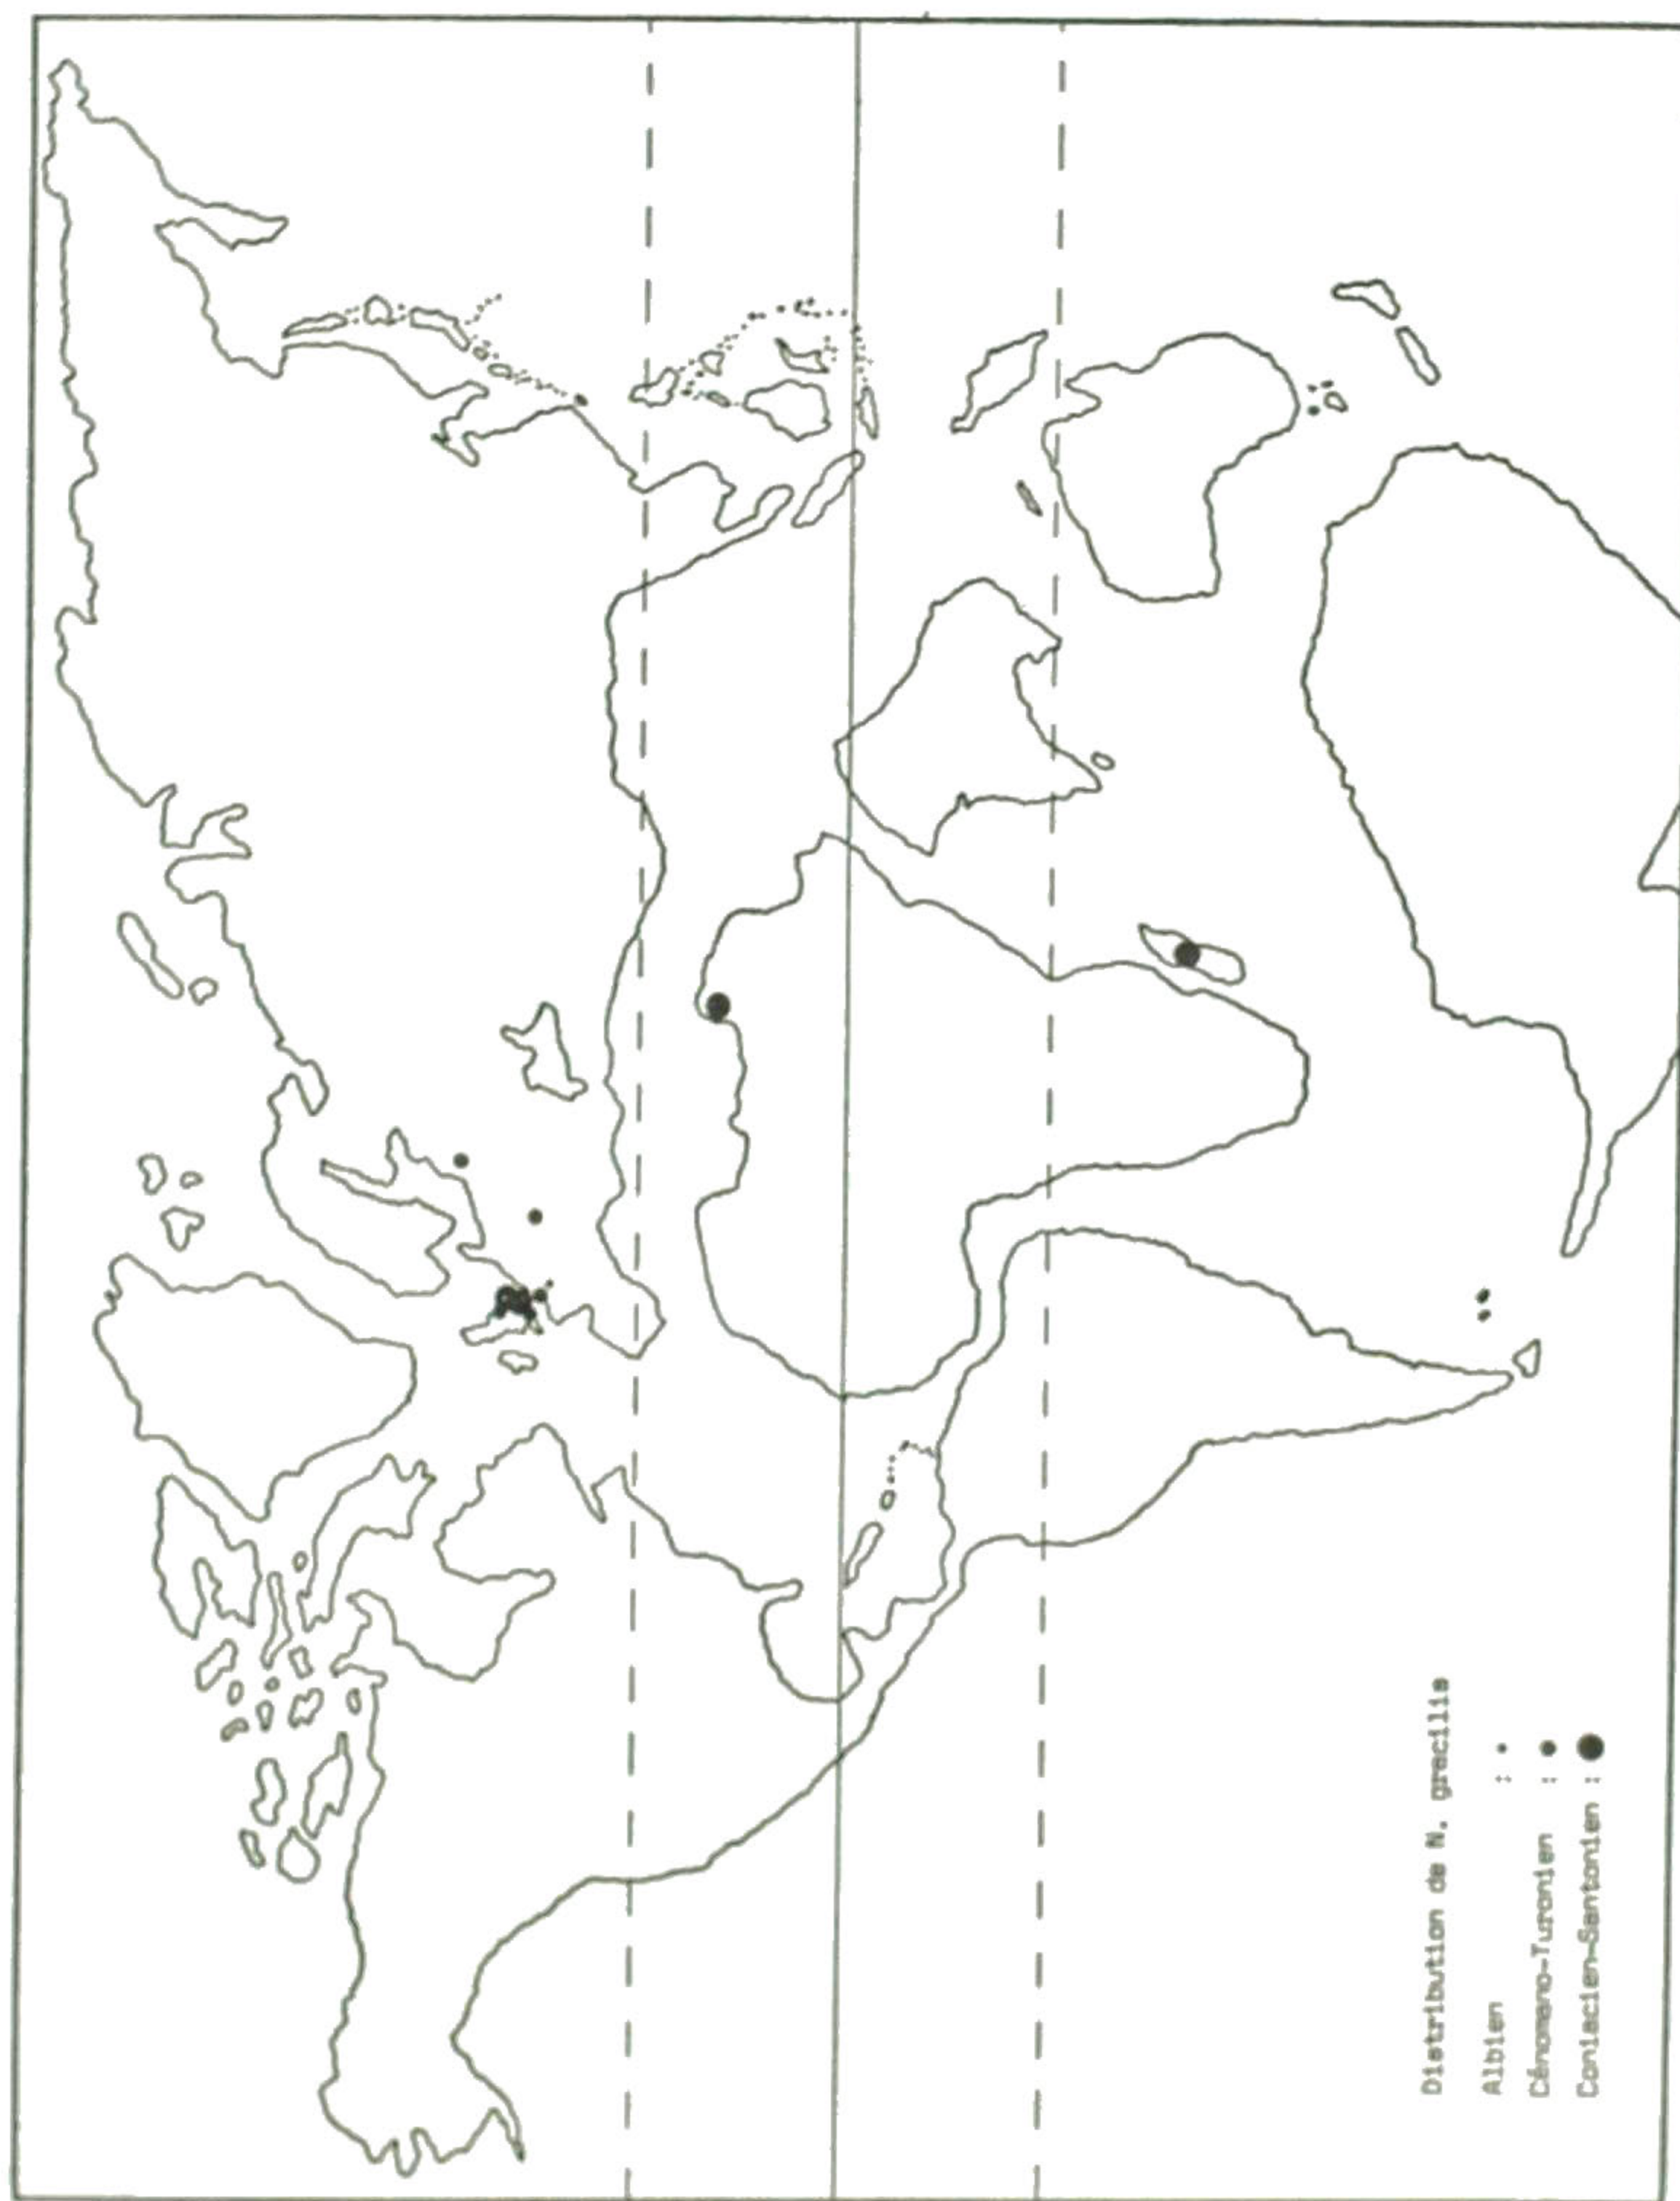 Distribution de N. gracilis
Albien : •
Cénomano-Turonien : •
Coniacien-Santonien : ●